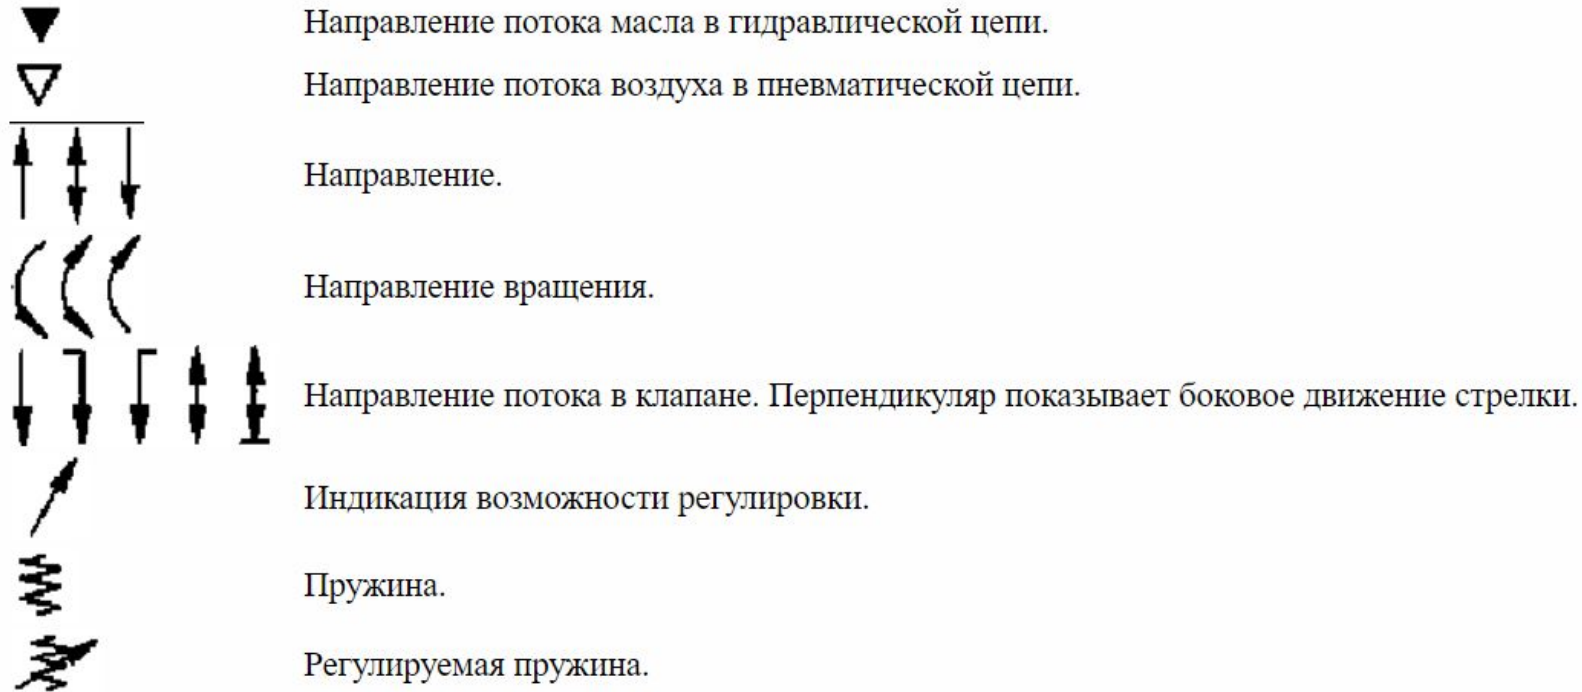 Направление потока масла в гидравлической цепи.
Направление потока воздуха в пневматической цепи.
Направление.
Направление вращения.
Направление потока в клапане. Перпендикуляр показывает боковое движение стрелки.
Индикация возможности регулировки.
Пружина.
Регулируемая пружина.